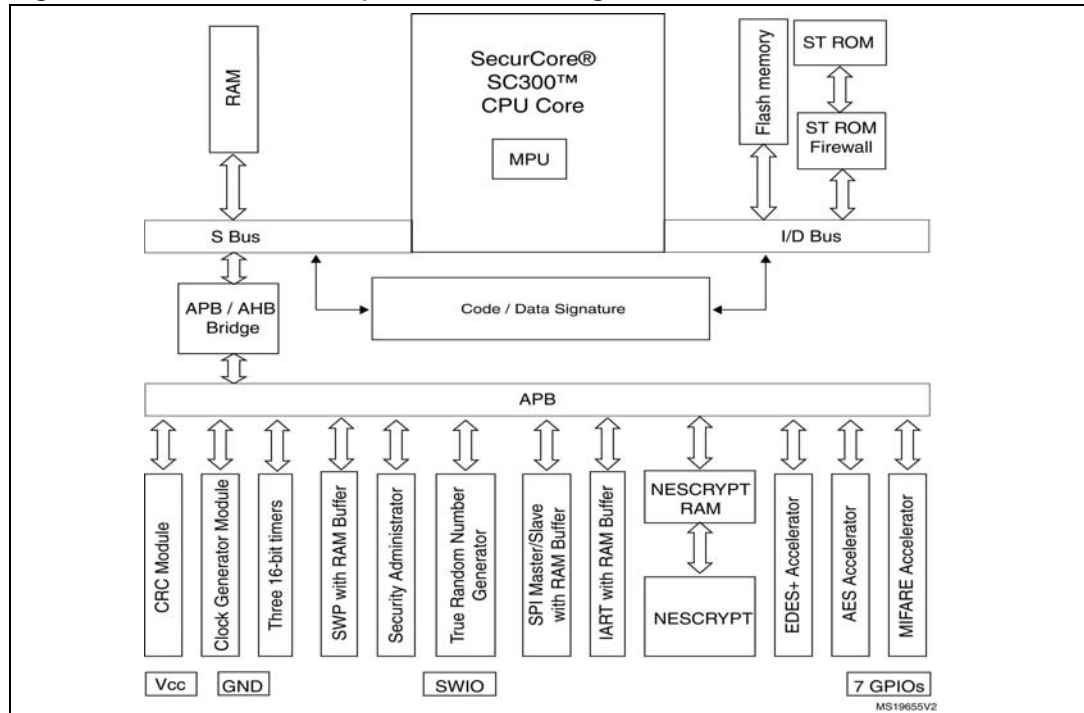 RAM
SecurCore®
SC300™
CPU Core
MPU
Flash memory
ST ROM
ST ROM
Firewall
S Bus
I/D Bus
APB / AHB
Bridge
Code / Data Signature
APB
CRC Module
Clock Generator Module
Three 16-bit timers
SWP with RAM Buffer
Security Administrator
True Random Number
Generator
SPI Master/Slave
with RAM Buffer
IART with RAM Buffer
NESCRYPT
RAM
NESCRYPT
EDES+ Accelerator
AES Accelerator
MIFARE Accelerator
Vcc
GND
SWIO
7 GPIOs
MS19655V2